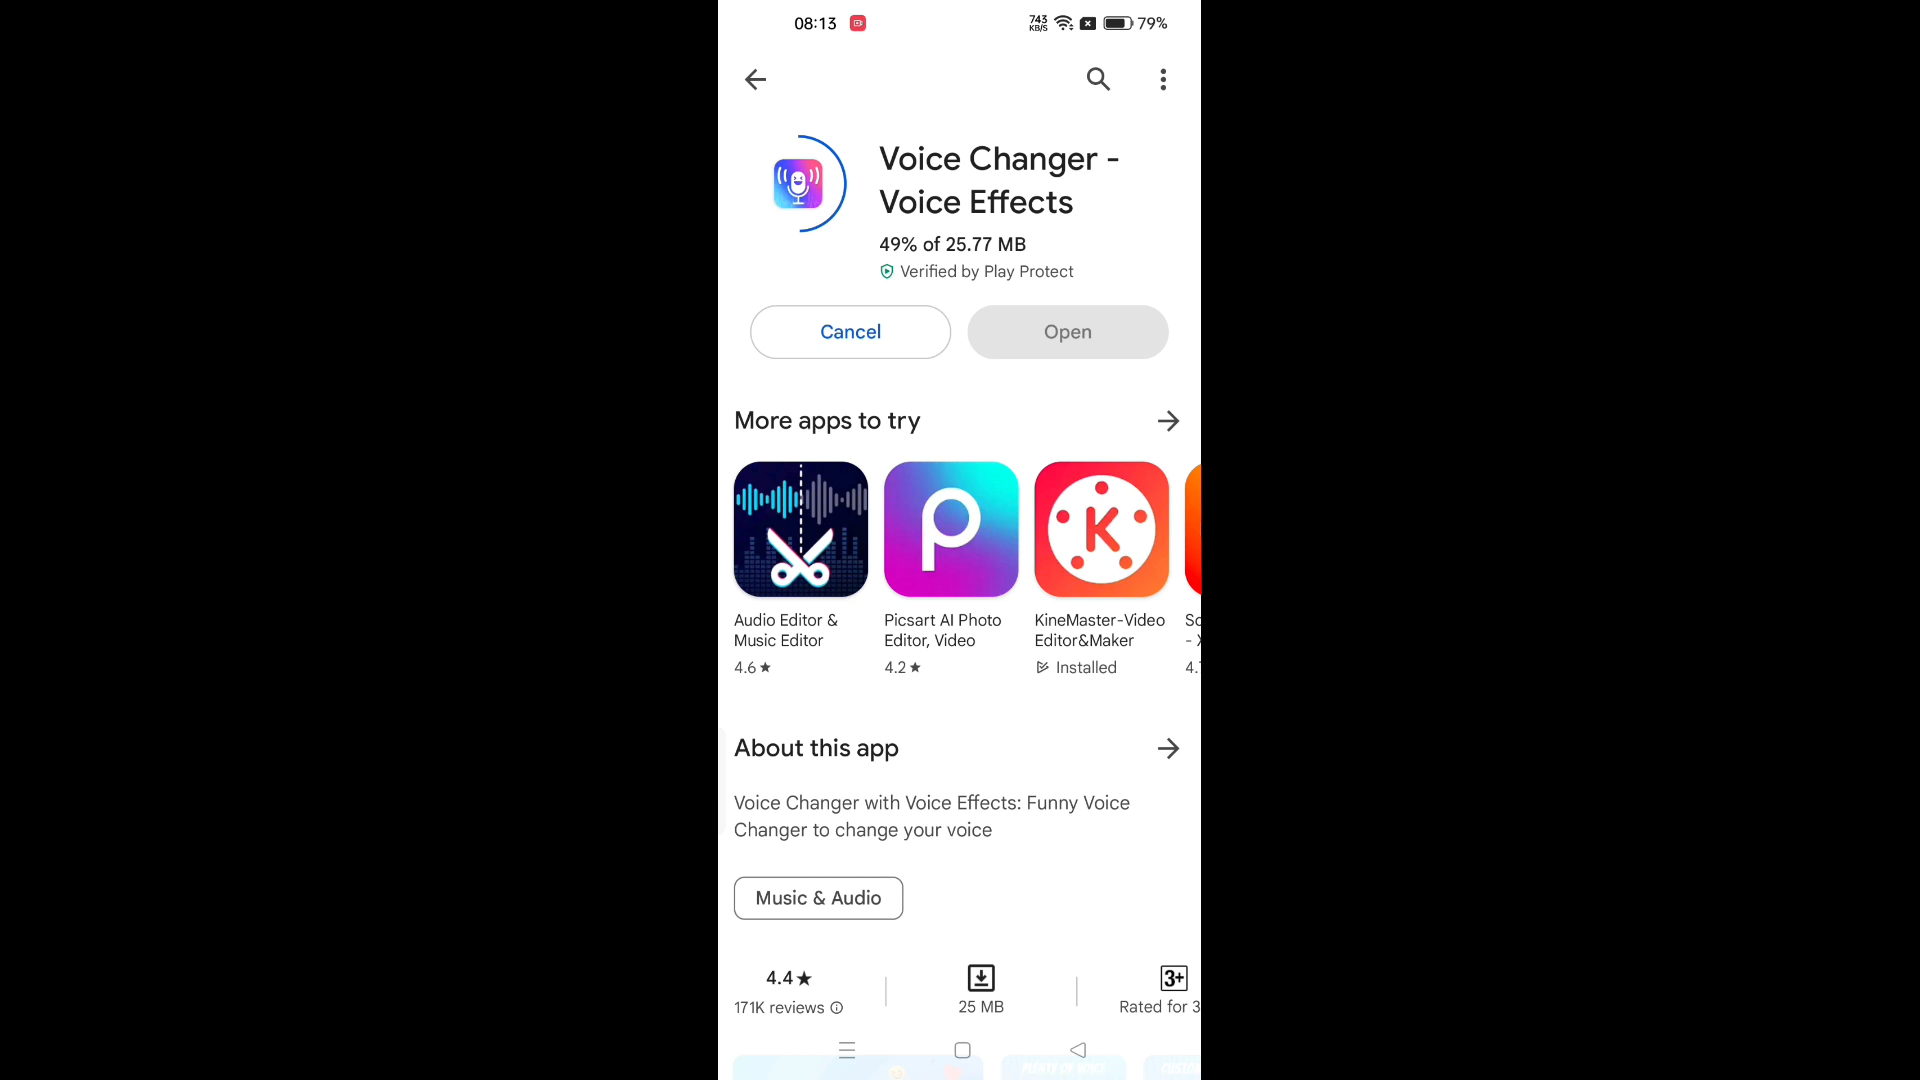 08:13
743
KB/S
79%
Voice Changer -
Voice Effects
49% of 25.77 MB
Verified by Play Protect
Cancel
Open
More apps to try
Audio Editor &
Music Editor
4.6★
Picsart AI Photo
Editor, Video
4.2★
KineMaster-Video
Editor&Maker
Installed
About this app
Voice Changer with Voice Effects: Funny Voice
Changer to change your voice
Music & Audio
4.4★
171K reviews
25 MB
3+
Rated for 3